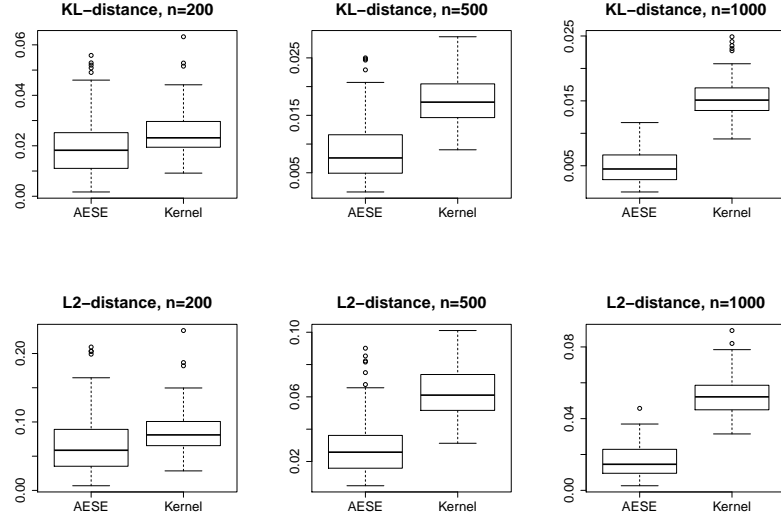 KL−distance, n=200
0.06
0.04
0.02
0.00
AESE Kernel
KL−distance, n=500
0.025
0.015
0.005
AESE Kernel
KL−distance, n=1000
0.025
0.015
0.005
AESE Kernel
L2−distance, n=200
0.20
0.10
0.00
AESE Kernel
L2−distance, n=500
0.10
0.06
0.02
AESE Kernel
L2−distance, n=1000
0.08
0.04
0.00
AESE Kernel